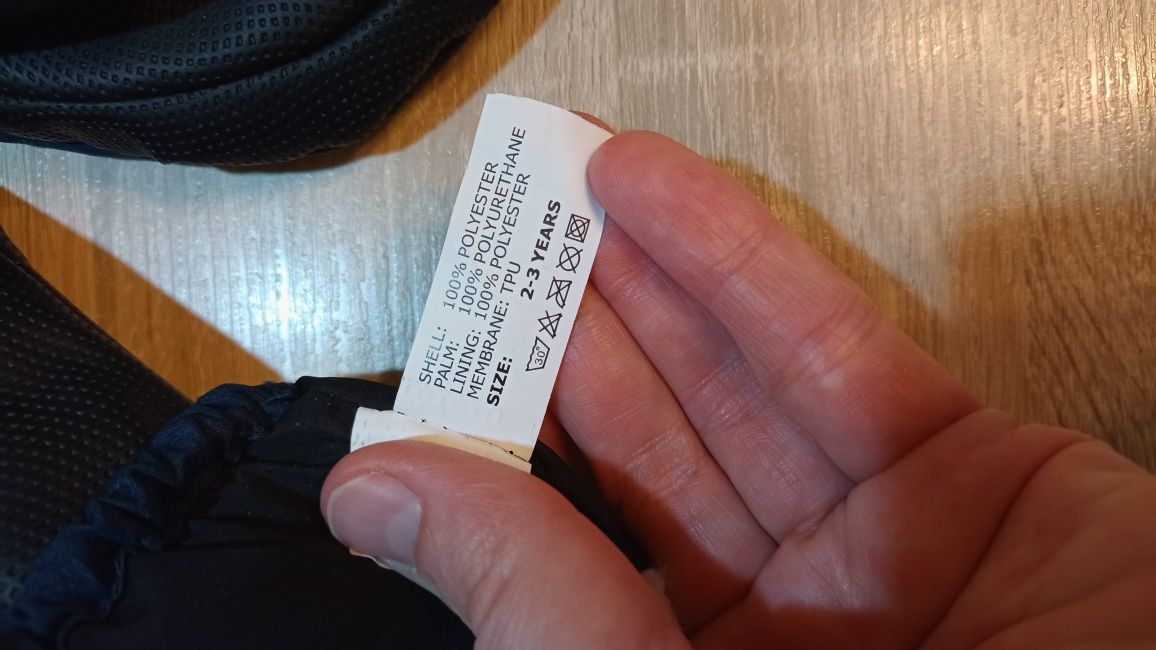 SHELL: 100% POLYESTER
PALM: 100% POLYURETHANE
LINING: 100% POLYESTER
MEMBRANE: TPU
SIZE: 2-3 YEARS
30°